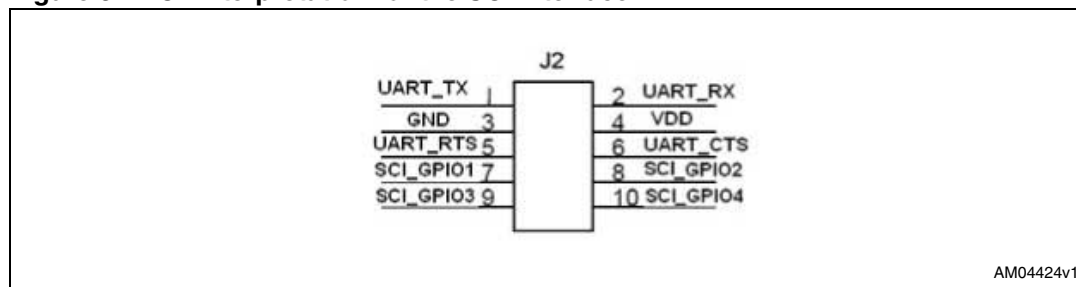 J2
UART_TX 1 2 UART_RX
GND 3 4 VDD
UART_RTS 5 6 UART_CTS
SCI_GPIO1 7 8 SCI_GPIO2
SCI_GPIO3 9 10 SCI_GPIO4
AM04424v1